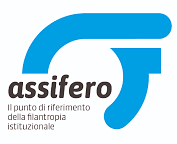 assifero
Il punto di riferimento
della filantropia
istituzionale